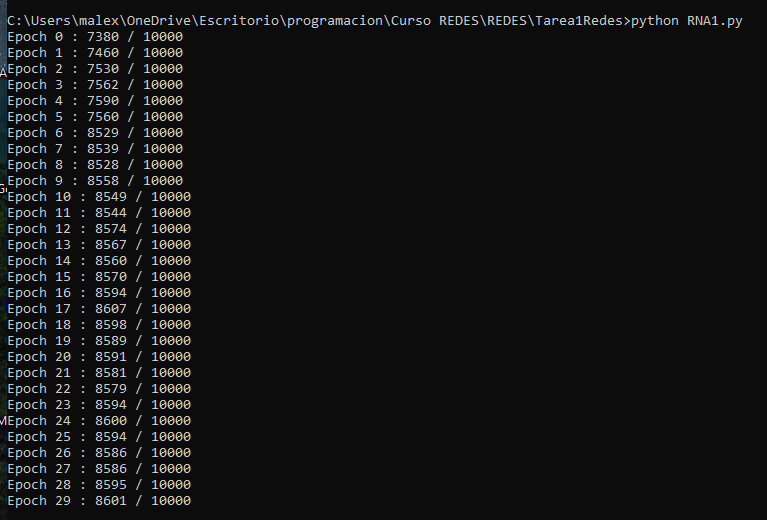 C:\Users\malex\OneDrive\Escritorio\programacion\Curso REDES\REDES\Tarea1Redes>python RNA1.py
Epoch 0 : 7380 / 10000
Epoch 1 : 7460 / 10000
Epoch 2 : 7530 / 10000
Epoch 3 : 7562 / 10000
Epoch 4 : 7590 / 10000
Epoch 5 : 7560 / 10000
Epoch 6 : 8529 / 10000
Epoch 7 : 8539 / 10000
Epoch 8 : 8528 / 10000
Epoch 9 : 8558 / 10000
Epoch 10 : 8549 / 10000
Epoch 11 : 8544 / 10000
Epoch 12 : 8574 / 10000
Epoch 13 : 8567 / 10000
Epoch 14 : 8560 / 10000
Epoch 15 : 8570 / 10000
Epoch 16 : 8594 / 10000
Epoch 17 : 8607 / 10000
Epoch 18 : 8598 / 10000
Epoch 19 : 8589 / 10000
Epoch 20 : 8591 / 10000
Epoch 21 : 8581 / 10000
Epoch 22 : 8579 / 10000
Epoch 23 : 8594 / 10000
Epoch 24 : 8600 / 10000
Epoch 25 : 8594 / 10000
Epoch 26 : 8586 / 10000
Epoch 27 : 8586 / 10000
Epoch 28 : 8595 / 10000
Epoch 29 : 8601 / 10000